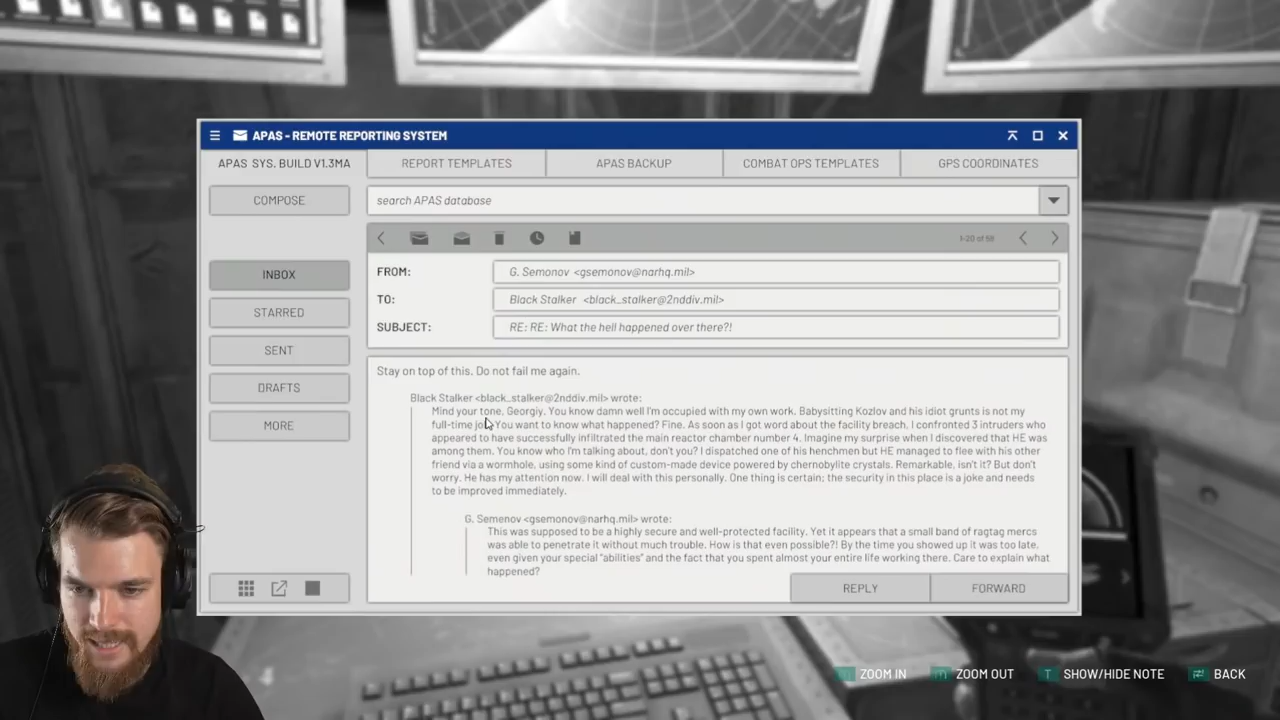 APAS - REMOTE REPORTING SYSTEM
APAS SYS. BUILD V1.3MA
REPORT TEMPLATES
APAS BACKUP
COMBAT OPS TEMPLATES
GPS COORDINATES
COMPOSE
search APAS database
1-20 of 58
INBOX
FROM:
G. Semonov <gsemonov@narhq.mil>
STARRED
TO:
Black Stalker <black_stalker@2nddiv.mil>
SUBJECT:
RE: RE: What the hell happened over there?!
SENT
DRAFTS
MORE
Stay on top of this. Do not fail me again.
Black Stalker <black_stalker@2nddiv.mil> wrote:
Mind your tone, Georgiy. You know damn well I'm occupied with my own work. Babysitting Kozlov and his idiot grunts is not my
full-time You want to know what happened? Fine. As soon as I got word about the facility breach, I confronted 3 intruders who
appeared to have successfully infiltrated the main reactor chamber number 4. Imagine my surprise when I discovered that HE was
among them. You know who I'm talking about, don't you? I dispatched one of his henchmen but HE managed to flee with his other
friend via a wormhole, using some kind of custom-made device powered by chernobylite crystals. Remarkable, isn't it? But don't
worry. He has my attention now. I will deal with this personally. One thing is certain; the security in this place is a joke and needs
to be improved immediately.
G. Semenov <gsemonov@narhq.mil> wrote:
This was supposed to be a highly secure and well-protected facility. Yet it appears that a small band of ragtag mercs
was able to penetrate it without much trouble. How is that even possible?! By the time you showed up it was too late,
even given your special "abilities" and the fact that you spent almost your entire life working there. Care to explain what
happened?
REPLY
FORWARD
ZOOM IN
ZOOM OUT
T SHOW/HIDE NOTE
BACK